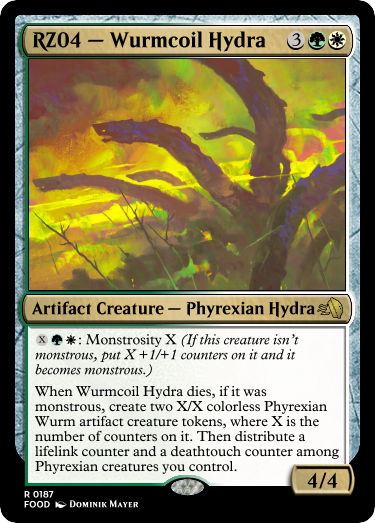 RZ04 — Wurmcoil Hydra 3
Artifact Creature — Phyrexian Hydra
X : Monstrosity X (If this creature isn't
monstrous, put X +1/+1 counters on it and it
becomes monstrous.)
When Wurmcoil Hydra dies, if it was
monstrous, create two X/X colorless Phyrexian
Wurm artifact creature tokens, where X is the
number of counters on it. Then distribute a
lifelink counter and a deathtouch counter among
Phyrexian creatures you control.
4/4
R 0187
FOOD Dominik Mayer